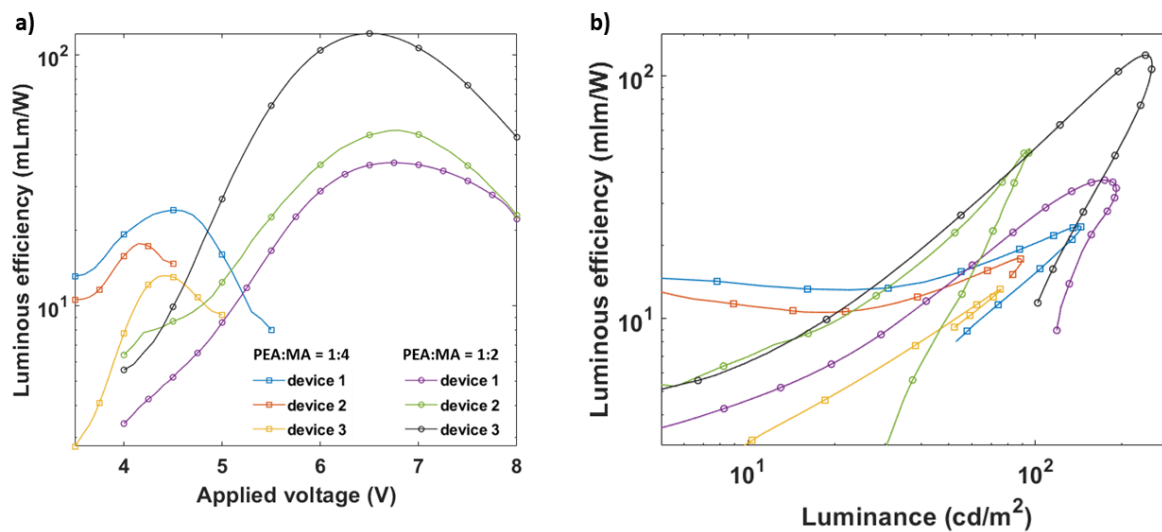 a)
Luminous efficiency (mLm/W)
10²
10¹
4 5 6 7 8
Applied voltage (V)
PEA:MA = 1:4 PEA:MA = 1:2
device 1 device 1
device 2 device 2
device 3 device 3
b)
Luminous efficiency (mlm/W)
10²
10¹
10¹ 10²
Luminance (cd/m²)